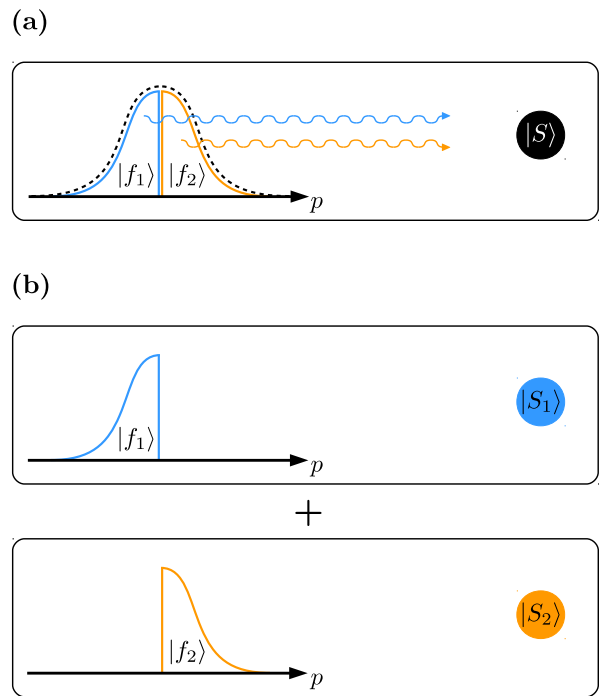 (a)
|f₁⟩ |f₂⟩ |S⟩
p
(b)
|f₁⟩ |S₁⟩
p
+
|f₂⟩ |S₂⟩
p